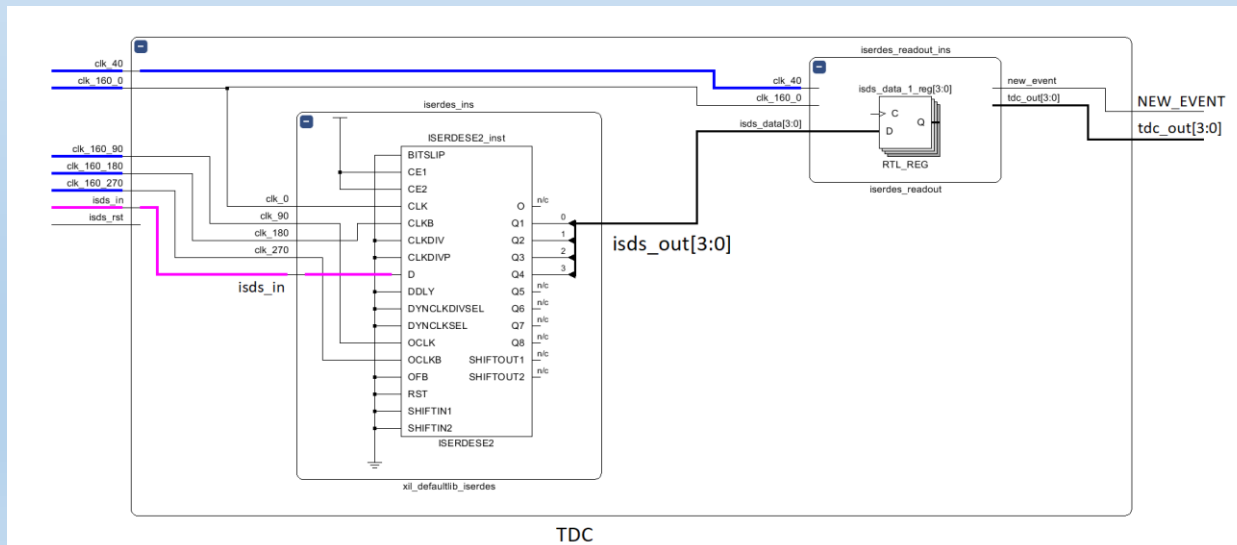 clk_40
clk_160_0
clk_160_90
clk_160_180
clk_160_270
isds_in
isds_rst
isds_in
iserdes_ins
clk_0
clk_90
clk_180
clk_270
ISERDESE2_inst
BITSLIP
CE1
CE2
CLK O n/c
CLKB Q1 0
CLKDIV Q2 1
CLKDIVP Q3 2
D Q4 3
DDLY Q5 n/c
DYNCLKDIVSEL Q6 n/c
DYNCLKSEL Q7 n/c
OCLK Q8 n/c
OCLKB SHIFTOUT1 n/c
OFB SHIFTOUT2 n/c
RST
SHIFTIN1
SHIFTIN2
ISERDESE2
xil_defaultlib_iserdes
isds_out[3:0]
iserdes_readout_ins
clk_40
clk_160_0
isds_data[3:0]
isds_data_1_reg[3:0]
C
D Q
RTL_REG
iserdes_readout
new_event
tdc_out[3:0]
NEW_EVENT
tdc_out[3:0]
TDC